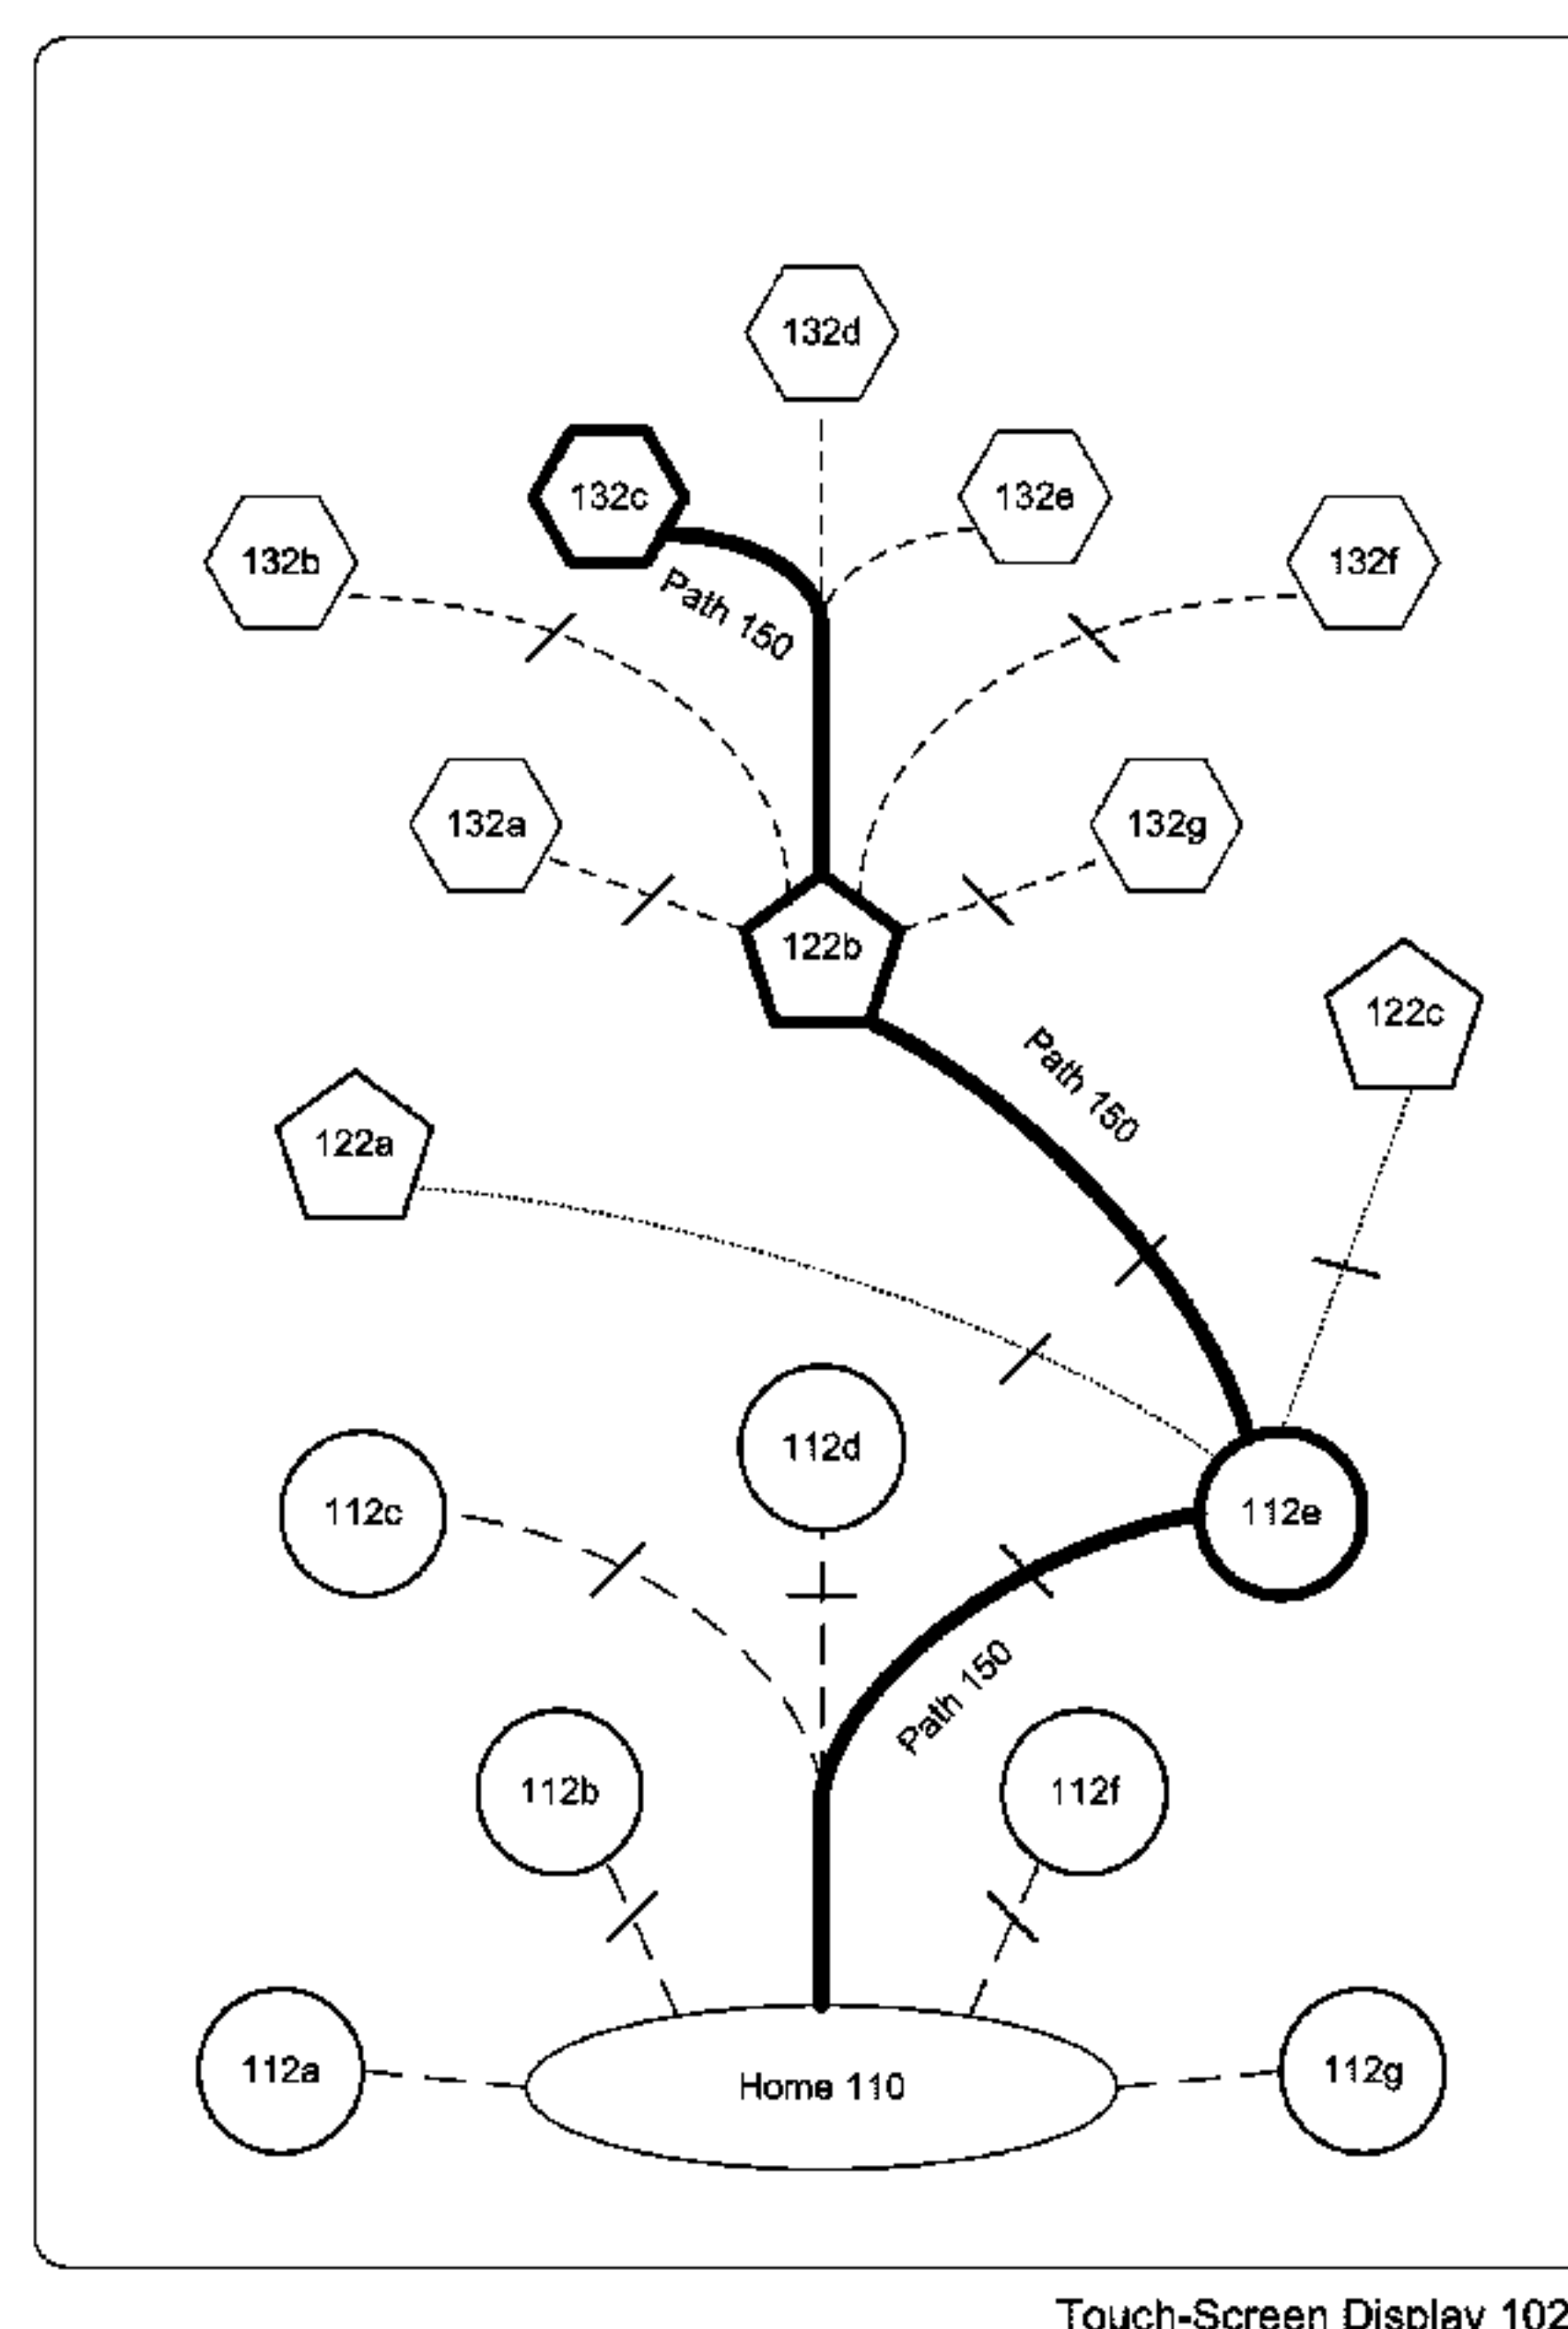 132d
132c
132e
132b
132f
Path 150
132a
132g
122b
122c
Path 150
122a
112d
112c
112e
Path 150
112b
112f
112a
Home 110
112g
Touch-Screen Display 102